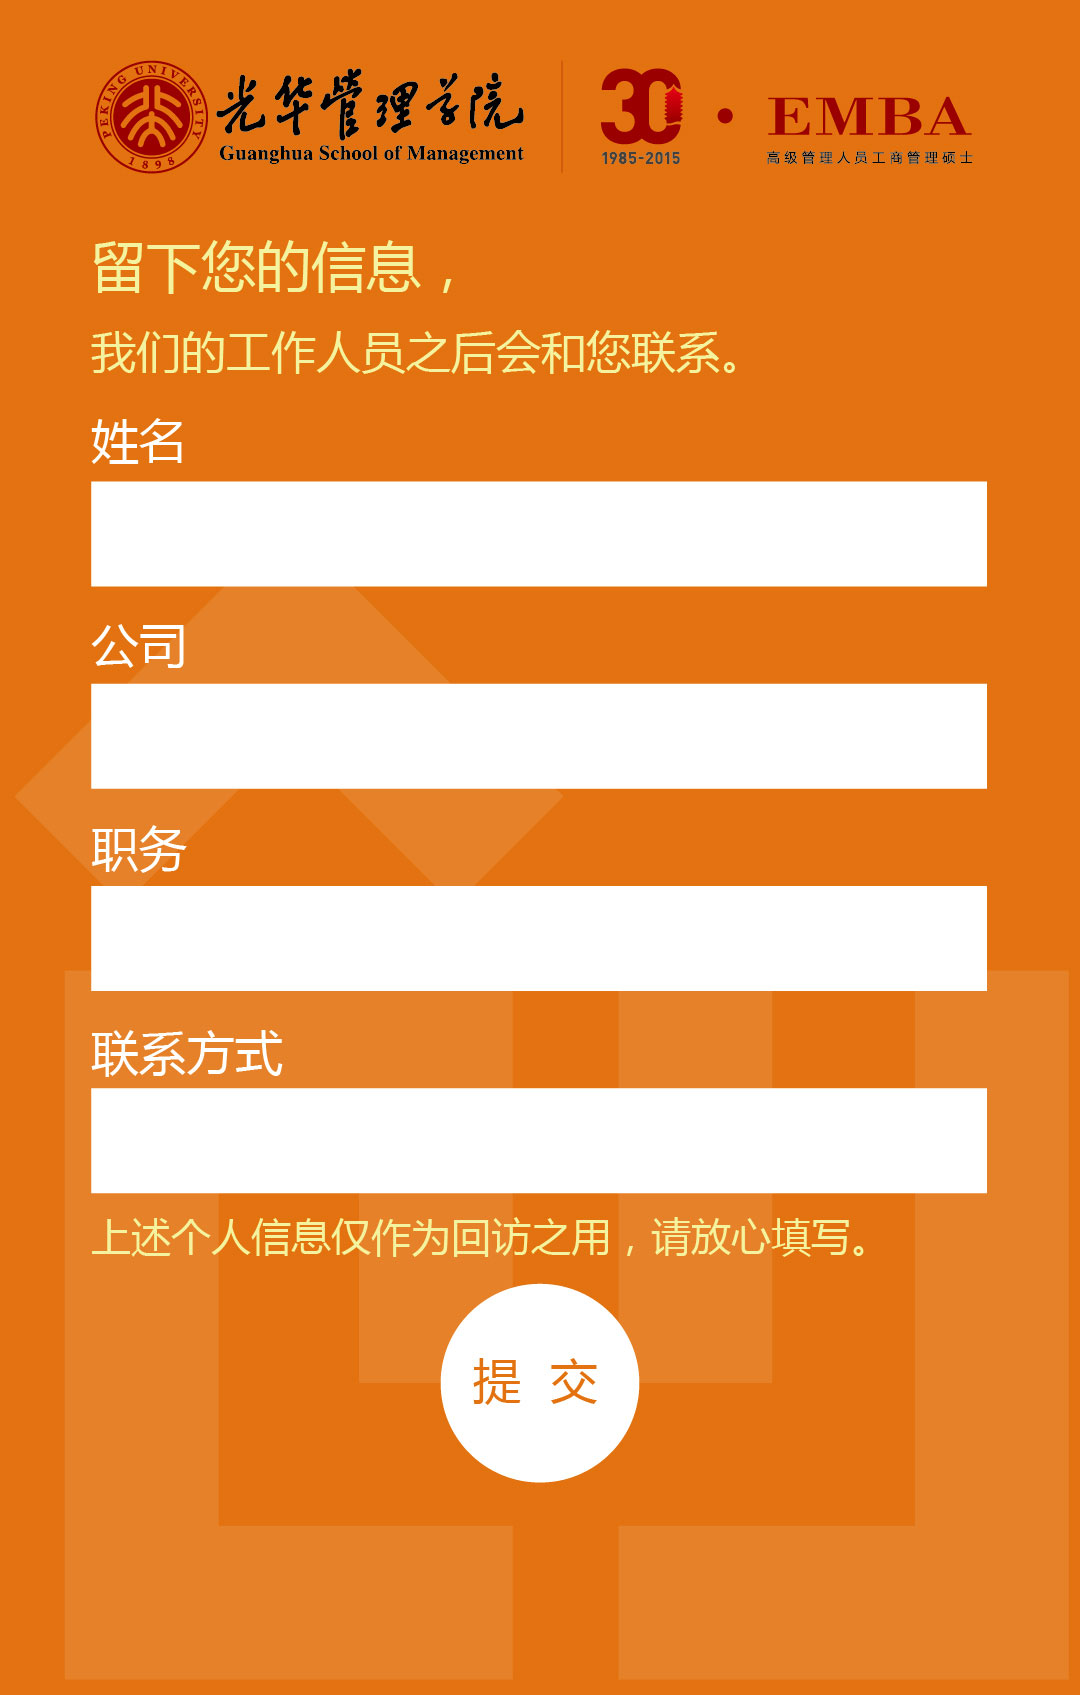 PEKING UNIVERSITY
1898
光华管理学院
Guanghua School of Management
30
1985-2015
· EMBA
高级管理人员工商管理硕士
留下您的信息，
我们的工作人员之后会和您联系。
姓名
公司
职务
联系方式
上述个人信息仅作为回访之用，请放心填写。
提 交